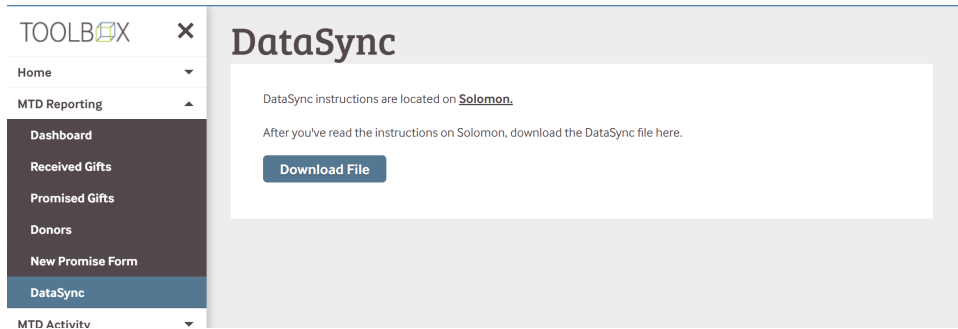 TOOLBOX
Home
MTD Reporting
Dashboard
Received Gifts
Promised Gifts
Donors
New Promise Form
DataSync
MTD Activity
DataSync
DataSync instructions are located on Solomon.
After you've read the instructions on Solomon, download the DataSync file here.
Download File